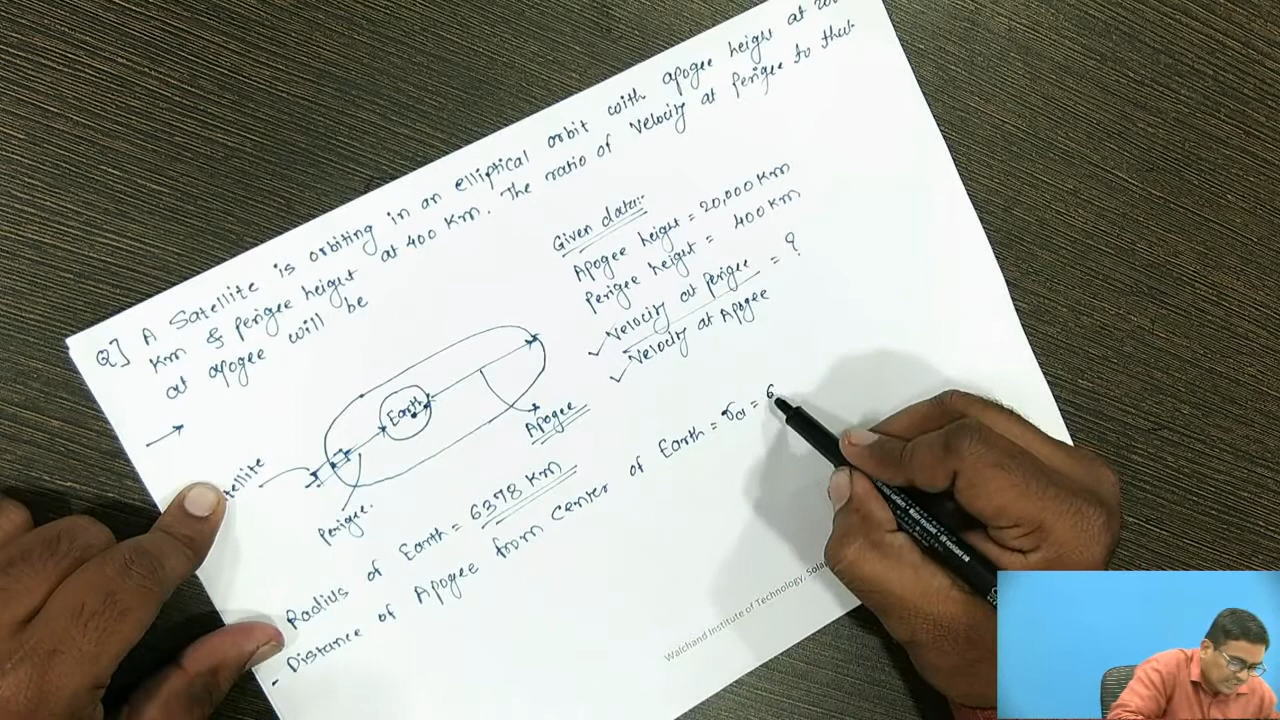 Q] A Satellite is orbiting in an elliptical orbit with apogee height at
Km & perigee height at 400 Km. The ratio of velocity at perigee to that
at apogee will be
Given data:-
Apogee height = 20,000 Km
perigee height = 400 Km
Velocity at perigee = ?
Velocity at Apogee
Earth
Apogee
perigee.
Radius of Earth = 6378 Km
- Distance of Apogee from center of Earth = ra = 6
Walchand Institute of Technology,